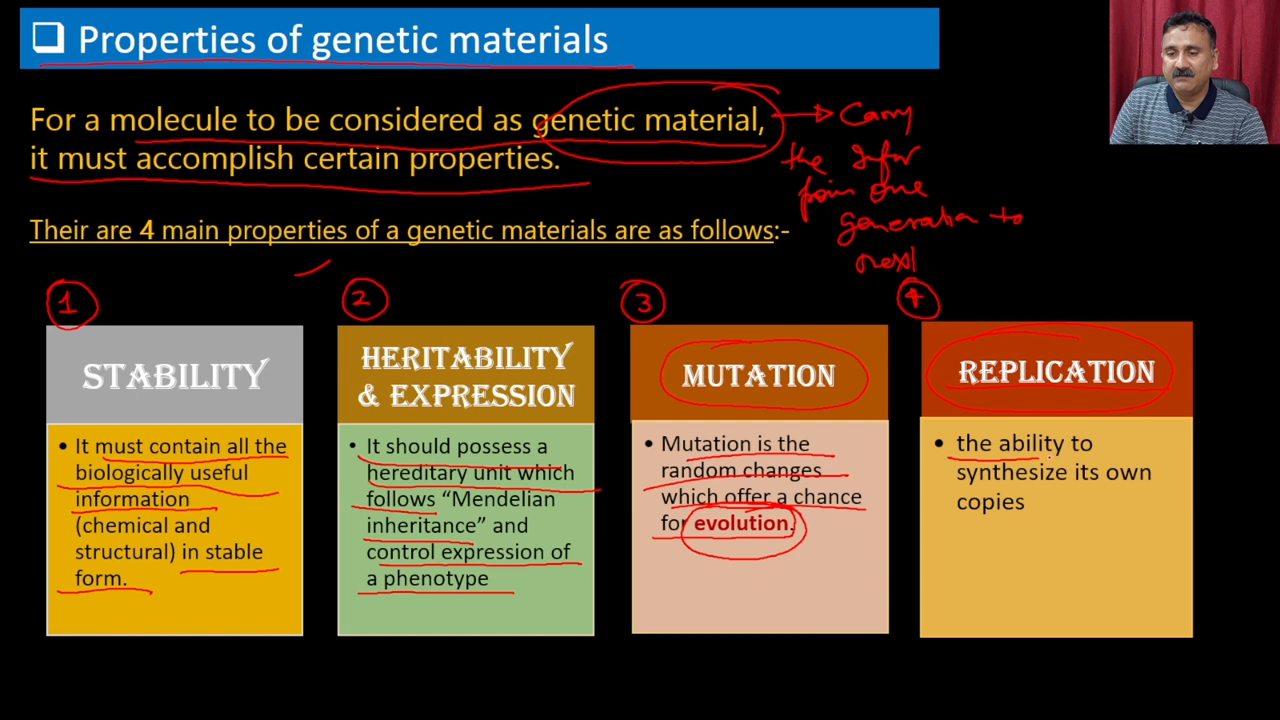 ❑ Properties of genetic materials
For a molecule to be considered as genetic material,
it must accomplish certain properties.
→ Carry
the Infor
from one
generation to
next
Their are 4 main properties of a genetic materials are as follows:-
1
STABILITY
• It must contain all the
biologically useful
information
(chemical and
structural) in stable
form.
2
HERITABILITY
& EXPRESSION
• It should possess a
hereditary unit which
follows “Mendelian
inheritance” and
control expression of
a phenotype
3
MUTATION
• Mutation is the
random changes
which offer a chance
for evolution.
4
REPLICATION
• the ability to
synthesize its own
copies